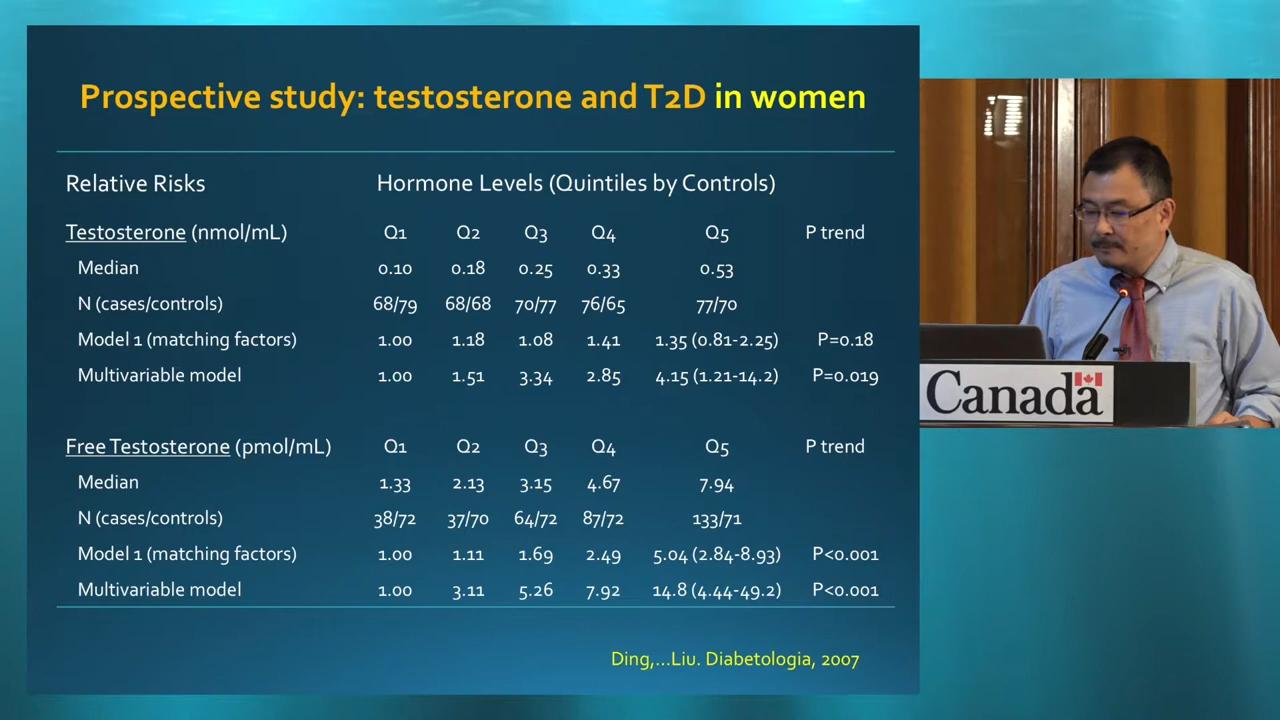 Prospective study: testosterone and T2D in women
Relative Risks Hormone Levels (Quintiles by Controls)
Testosterone (nmol/mL) Q1 Q2 Q3 Q4 Q5 P trend
Median 0.10 0.18 0.25 0.33 0.53
N (cases/controls) 68/79 68/68 70/77 76/65 77/70
Model 1 (matching factors) 1.00 1.18 1.08 1.41 1.35 (0.81-2.25) P=0.18
Multivariable model 1.00 1.51 3.34 2.85 4.15 (1.21-14.2) P=0.019
Free Testosterone (pmol/mL) Q1 Q2 Q3 Q4 Q5 P trend
Median 1.33 2.13 3.15 4.67 7.94
N (cases/controls) 38/72 37/70 64/72 87/72 133/71
Model 1 (matching factors) 1.00 1.11 1.69 2.49 5.04 (2.84-8.93) P<0.001
Multivariable model 1.00 3.11 5.26 7.92 14.8 (4.44-49.2) P<0.001
Ding,...Liu. Diabetologia, 2007
Canada